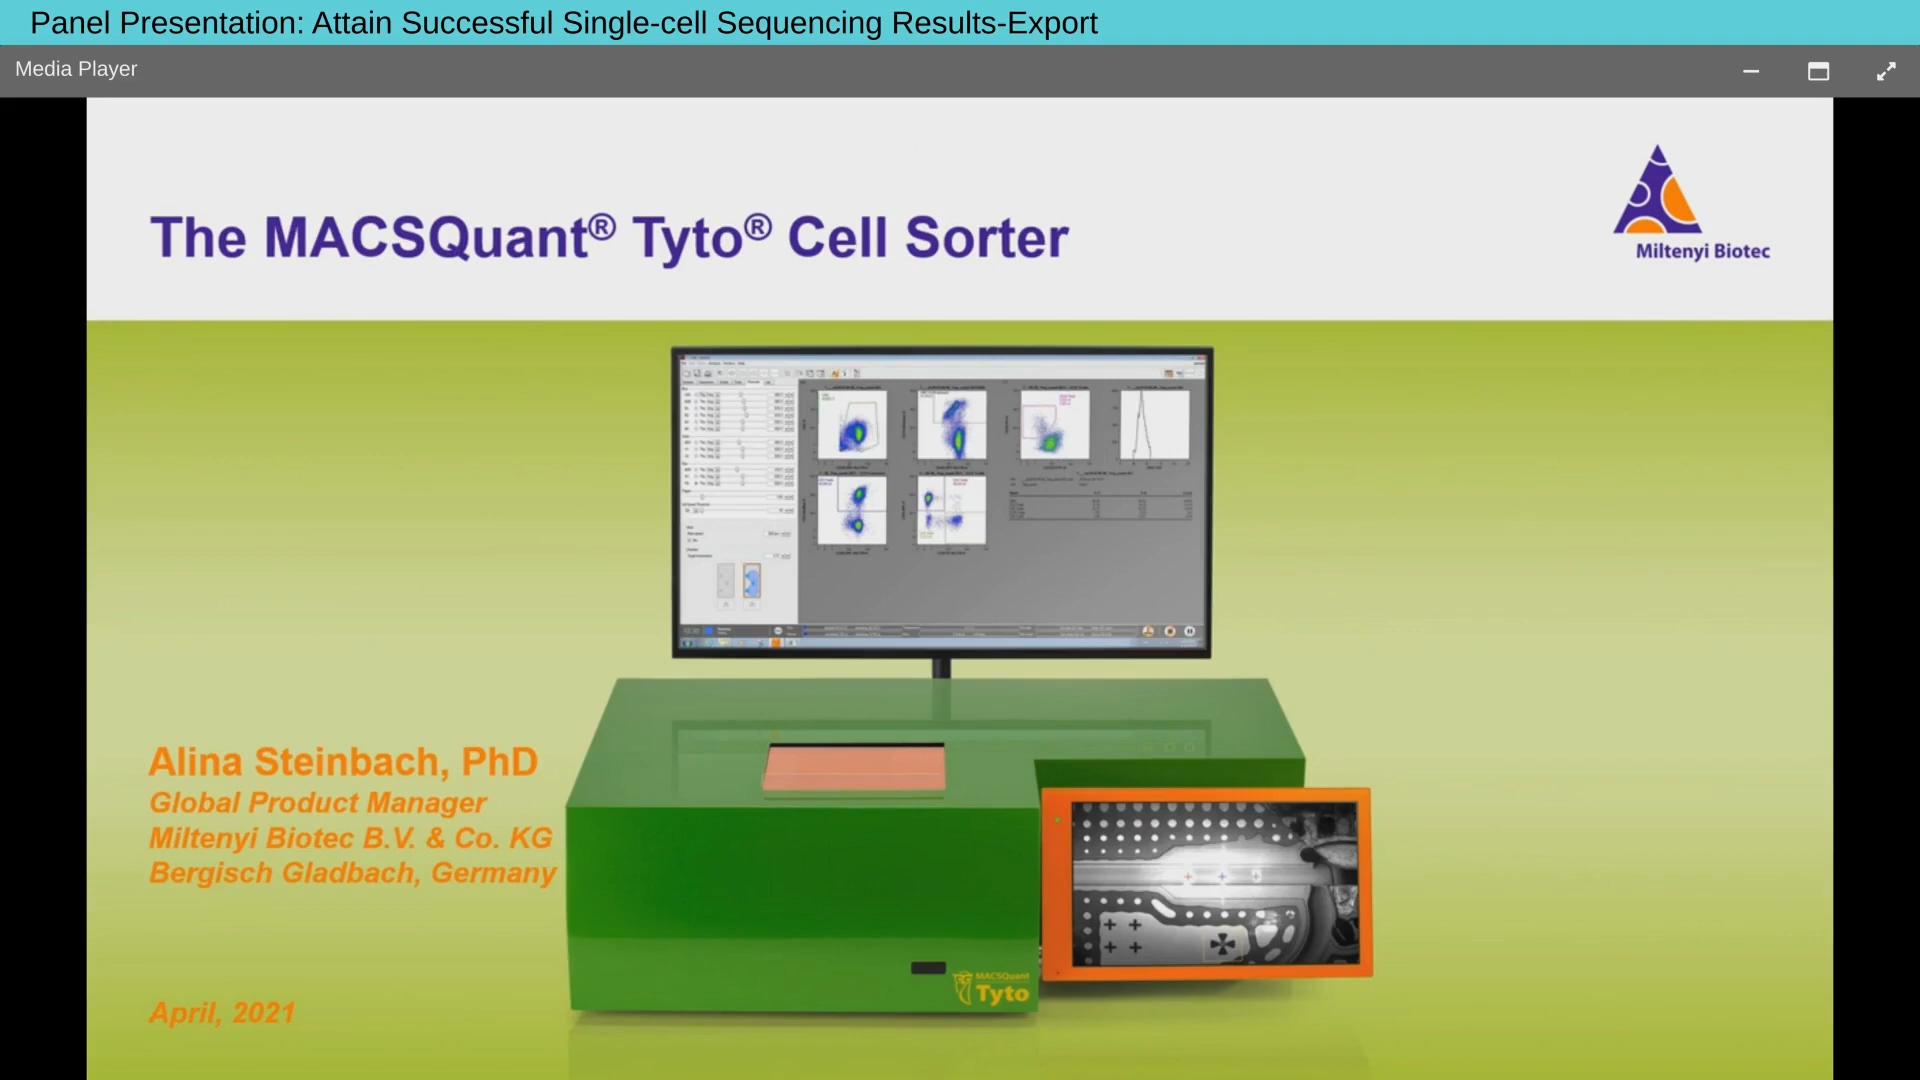 Panel Presentation: Attain Successful Single-cell Sequencing Results-Export
Media Player
The MACSQuant® Tyto® Cell Sorter
Miltenyi Biotec
Alina Steinbach, PhD
Global Product Manager
Miltenyi Biotec B.V. & Co. KG
Bergisch Gladbach, Germany
April, 2021
MACSQuant
Tyto